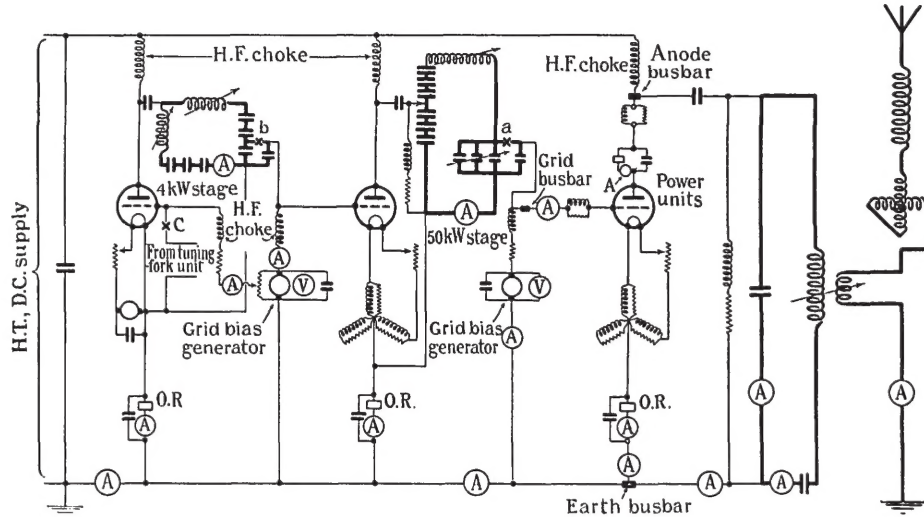 H.T., D.C. supply
H.F. choke
H.F. choke
Anode
busbar
b
a
A
4kW stage
C
From tuning
fork unit
H.F.
choke
A
A
V
Grid bias
generator
A
50kW stage
Grid
busbar
A
A
Power
units
V
Grid bias
generator
A
O.R
A
O.R.
A
O.R.
A
A
A
A
A
A
A
A
A
Earth busbar